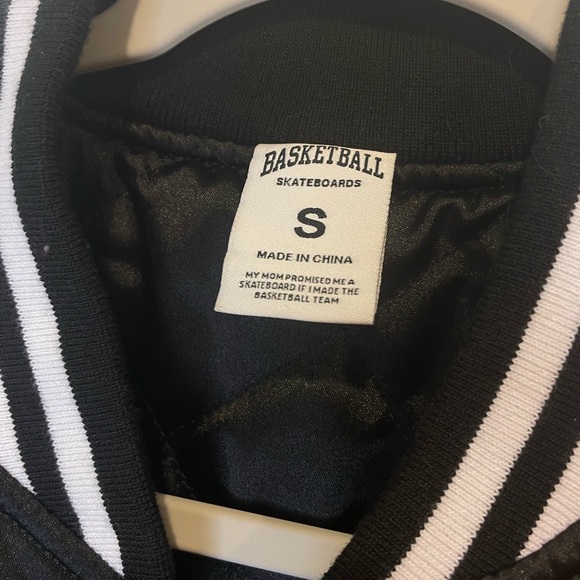 BASKETBALL
SKATEBOARDS
S
MADE IN CHINA
MY MOM PROMISED ME A
SKATEBOARD IF I MADE THE
BASKETBALL TEAM